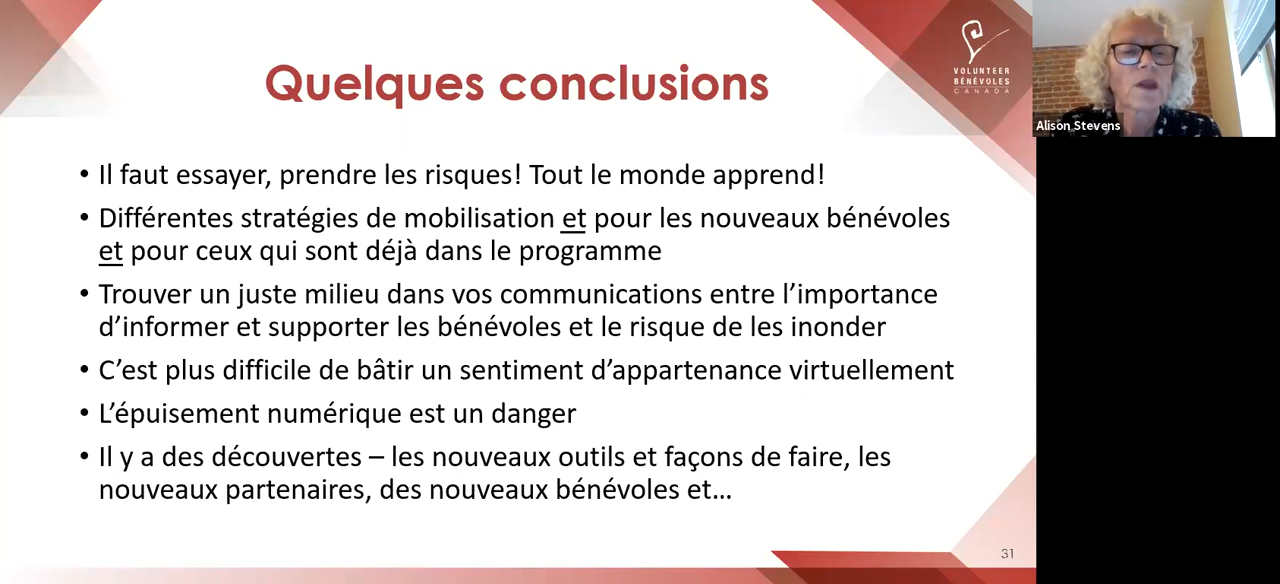 Quelques conclusions
VOLUNTEER
BÉNÉVOLES
CANADA
Alison Stevens
• Il faut essayer, prendre les risques! Tout le monde apprend!
• Différentes stratégies de mobilisation et pour les nouveaux bénévoles
et pour ceux qui sont déjà dans le programme
• Trouver un juste milieu dans vos communications entre l’importance
d’informer et supporter les bénévoles et le risque de les inonder
• C’est plus difficile de bâtir un sentiment d’appartenance virtuellement
• L’épuisement numérique est un danger
• Il y a des découvertes – les nouveaux outils et façons de faire, les
nouveaux partenaires, des nouveaux bénévoles et…
31